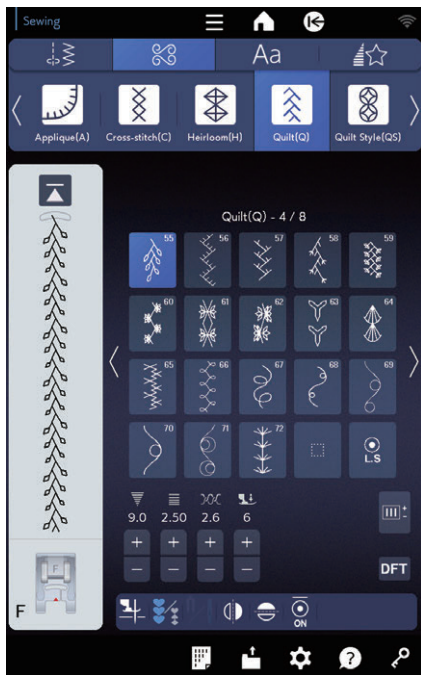 Sewing
Aa
Applique(A) Cross-stitch(C) Heirloom(H) Quilt(Q) Quilt Style(QS)
Quilt(Q) - 4 / 8
55 56 57 58 59
60 61 62 63 64
65 66 67 68 69
70 71 72 L.S
9.0 2.50 2.6 6
+ + +
− − − DFT
F
F
ON
?